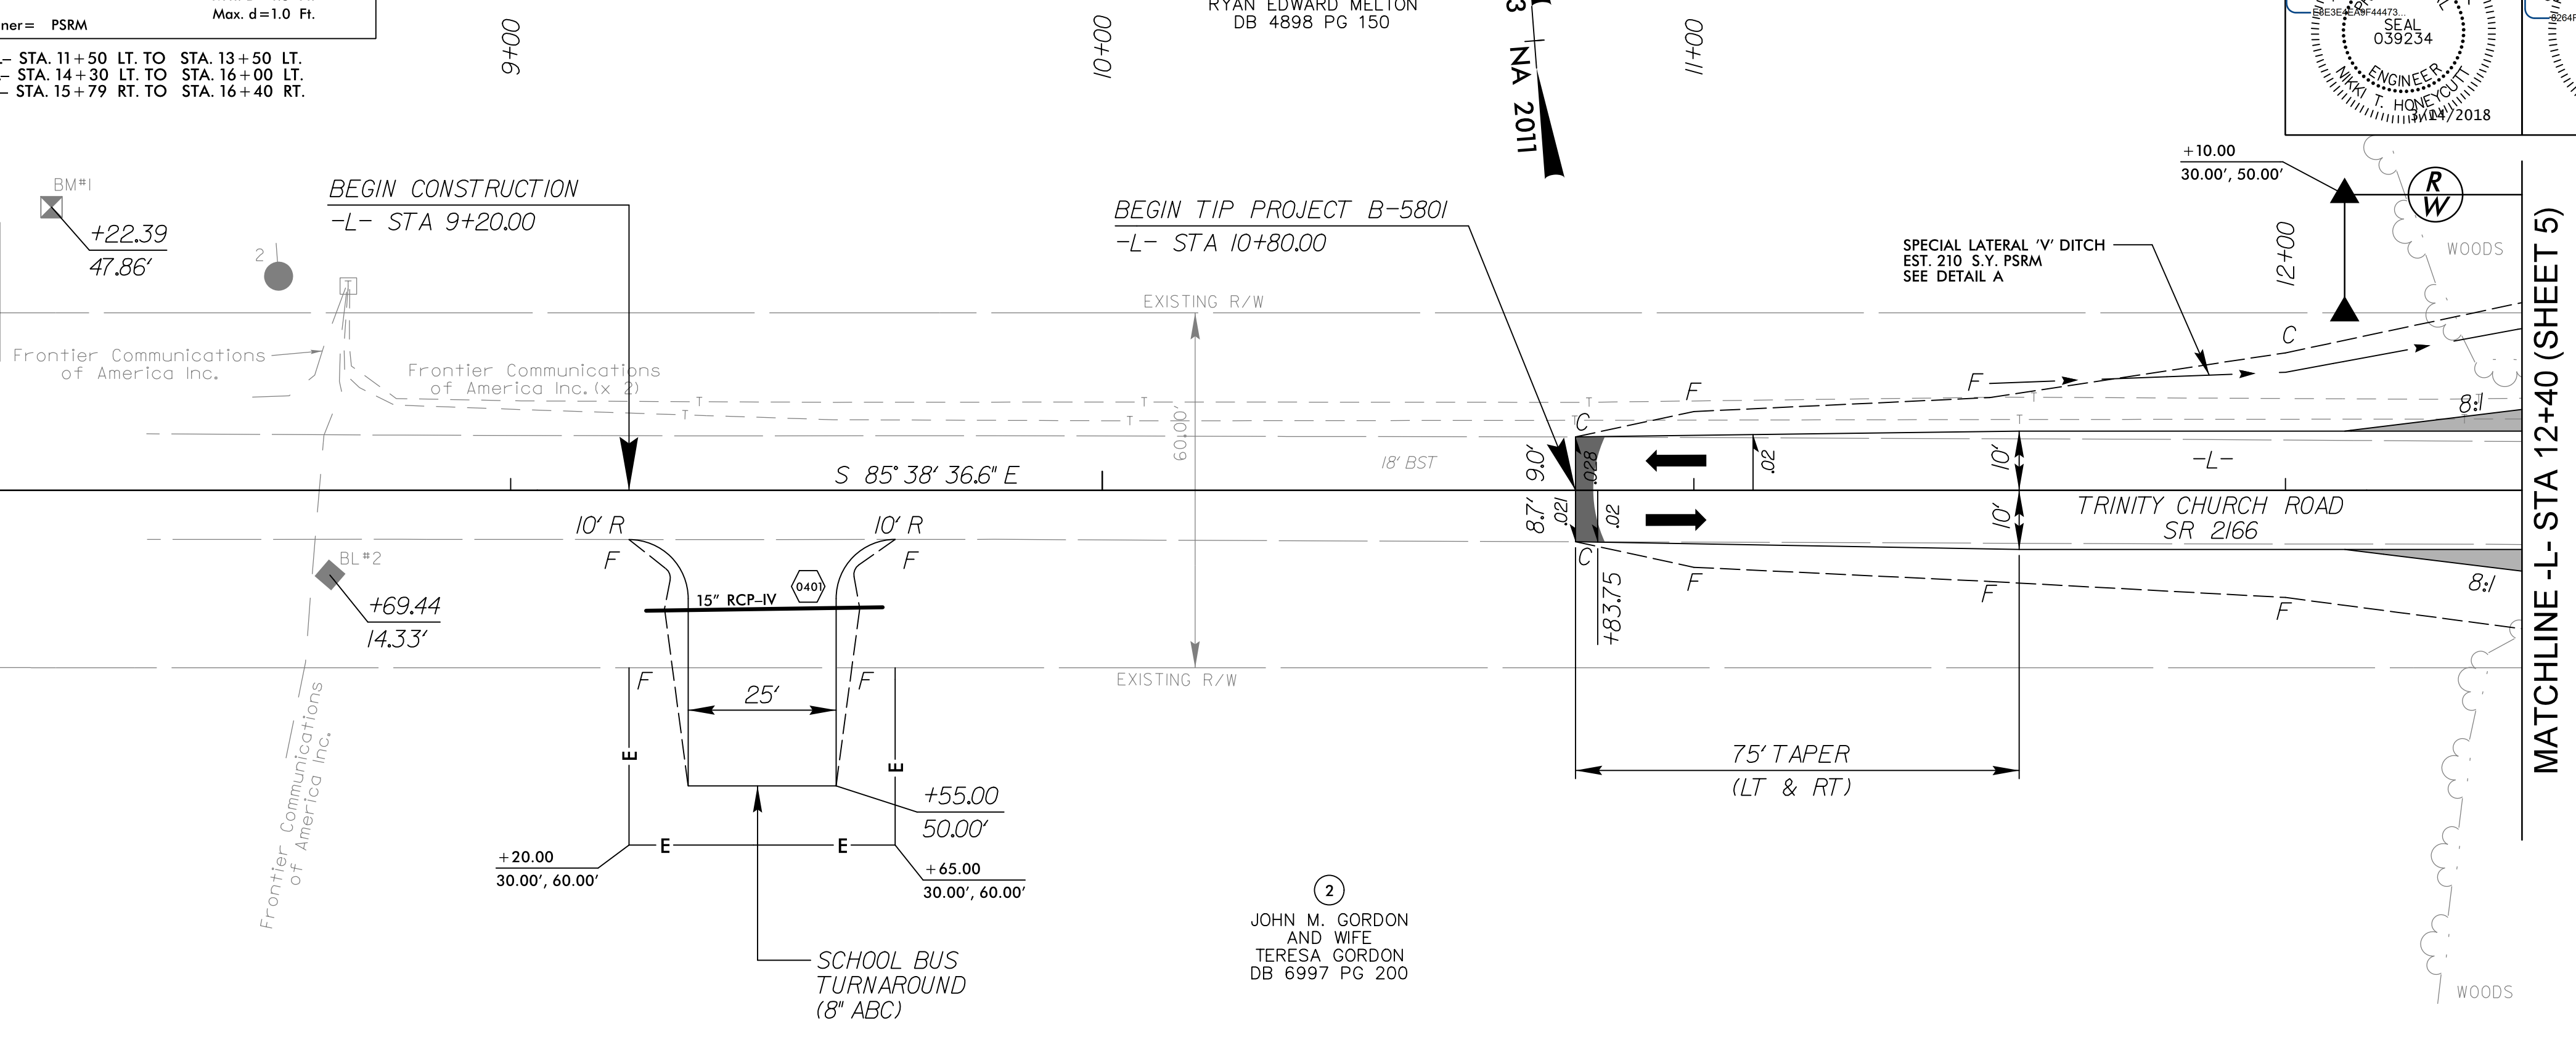 Max. d=1.0 Ft.
ner= PSRM
– STA. 11+50 LT. TO STA. 13+50 LT.
– STA. 14+30 LT. TO STA. 16+00 LT.
– STA. 15+79 RT. TO STA. 16+40 RT.
9+00
10+00
11+00
12+00
RYAN EDWARD MELTON
DB 4898 PG 150
3 NA 2011
E8E3E4EA9F44473...
SEAL
039234
ENGINEER
NIKKI T. HONEYCUTT
3/14/2018
8264F
BM#1
+22.39
47.86'
2
BEGIN CONSTRUCTION
-L- STA 9+20.00
BEGIN TIP PROJECT B-5801
-L- STA 10+80.00
SPECIAL LATERAL 'V' DITCH
EST. 210 S.Y. PSRM
SEE DETAIL A
+10.00
30.00', 50.00'
R
W
WOODS
EXISTING R/W
Frontier Communications
of America Inc.
Frontier Communications
of America Inc.(x 2)
T
T
T
T
T
T
T
T
T
T
60.00'
S 85° 38' 36.6" E
18' BST
C
F
F
C
9.0'
.028
8.7'
.021
.02
.02
10'
10'
-L-
8:1
TRINITY CHURCH ROAD
SR 2166
8:1
MATCHLINE -L- STA 12+40 (SHEET 5)
10' R
10' R
F
F
C
F
F
F
+83.75
BL#2
+69.44
14.33'
15" RCP-IV
0401
F
F
25'
EXISTING R/W
75' TAPER
(LT & RT)
E
E
E
E
+55.00
50.00'
+20.00
30.00', 60.00'
+65.00
30.00', 60.00'
Frontier Communications
of America Inc.
SCHOOL BUS
TURNAROUND
(8" ABC)
2
JOHN M. GORDON
AND WIFE
TERESA GORDON
DB 6997 PG 200
WOODS